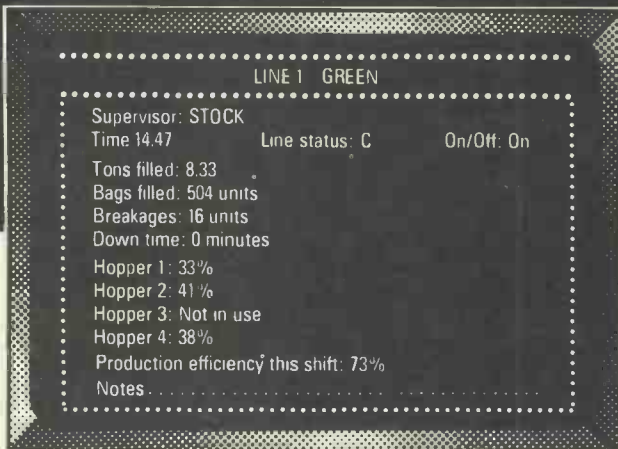 LINE 1 GREEN
Supervisor: STOCK
Time 14.47 Line status: C On/Off: On
Tons filled: 8.33
Bags filled: 504 units
Breakages: 16 units
Down time: 0 minutes
Hopper 1: 33%
Hopper 2: 41%
Hopper 3: Not in use
Hopper 4: 38%
Production efficiency this shift: 73%
Notes